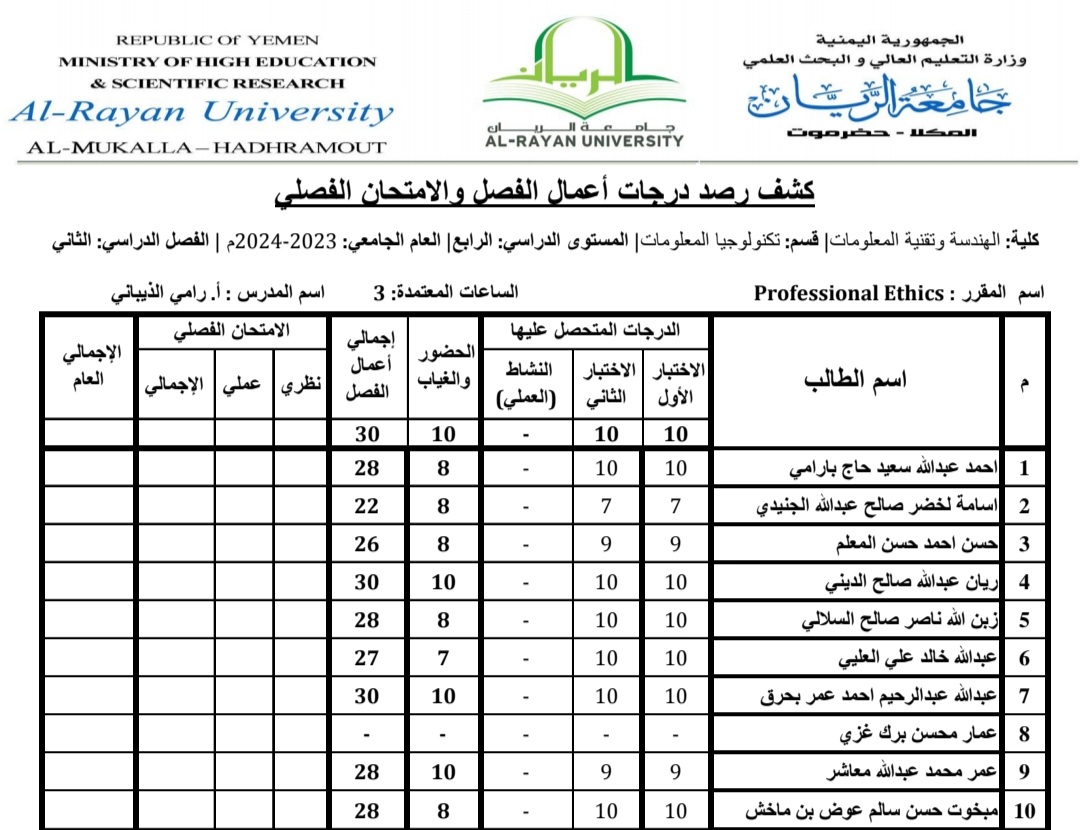 REPUBLIC Of YEMEN
MINISTRY OF HIGH EDUCATION
& SCIENTIFIC RESEARCH
Al-Rayan University
AL-MUKALLA – HADHRAMOUT
الريان
جامعة الريان
AL-RAYAN UNIVERSITY
الجمهورية اليمنية
وزارة التعليم العالي و البحث العلمي
جامعة الريان
المكلا - حضرموت
كشف رصد درجات أعمال الفصل والامتحان الفصلي
كلية: الهندسة وتقنية المعلومات| قسم: تكنولوجيا المعلومات| المستوى الدراسي: الرابع| العام الجامعي: 2023-2024م | الفصل الدراسي: الثاني
اسم المقرر : Professional Ethics الساعات المعتمدة: 3 اسم المدرس : أ. رامي الذيباني
م اسم الطالب الدرجات المتحصل عليها الحضور والغياب إجمالي أعمال الفصل الامتحان الفصلي الإجمالي العام
الاختبار الأول الاختبار الثاني النشاط (العملي) نظري عملي الإجمالي
10 10 - 10 30
1 احمد عبدالله سعيد حاج بارامي 10 10 - 8 28
2 اسامة لخضر صالح عبدالله الجنيدي 7 7 - 8 22
3 حسن احمد حسن المعلم 9 9 - 8 26
4 ريان عبدالله صالح الديني 10 10 - 10 30
5 زبن الله ناصر صالح السلالي 10 10 - 8 28
6 عبدالله خالد علي العليي 10 10 - 7 27
7 عبدالله عبدالرحيم احمد عمر بحرق 10 10 - 10 30
8 عمار محسن برك غزي - - - - -
9 عمر محمد عبدالله معاشر 9 9 - 10 28
10 مبخوت حسن سالم عوض بن ماخش 10 10 - 8 28